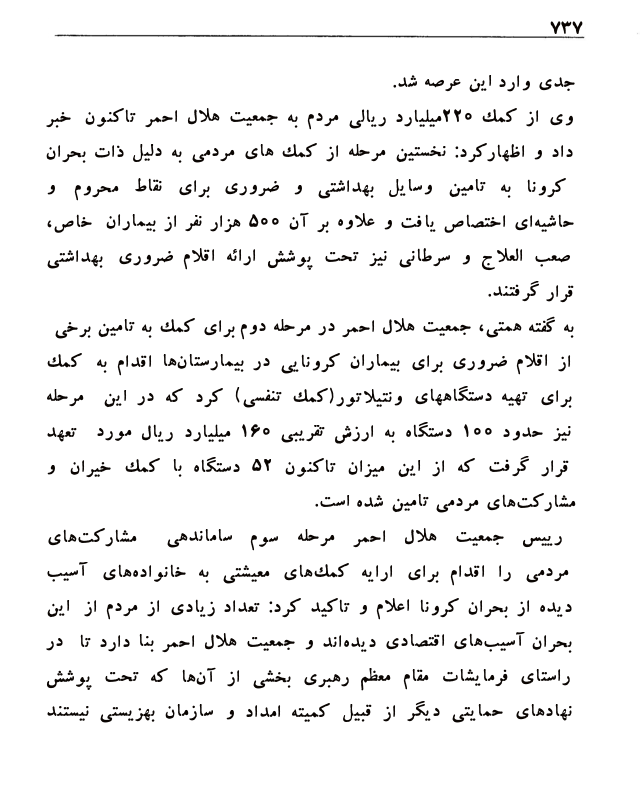 ۷۳۷
جدی وارد این عرصه شد.
وی از کمك ۲۲۰میلیارد ریالی مردم به جمعیت هلال احمر تاکنون خبر
داد و اظهارکرد: نخستین مرحله از کمك های مردمی به دلیل ذات بحران
کرونا به تامین وسایل بهداشتی و ضروری برای نقاط محروم و
حاشیه‌ای اختصاص یافت و علاوه بر آن ۵۰۰ هزار نفر از بیماران خاص،
صعب العلاج و سرطانی نیز تحت پوشش ارائه اقلام ضروری بهداشتی
قرار گرفتند.
به گفته همتی، جمعیت هلال احمر در مرحله دوم برای کمك به تامین برخی
از اقلام ضروری برای بیماران کرونایی در بیمارستان‌ها اقدام به کمك
برای تهیه دستگاههای ونتیلاتور(کمك تنفسی) کرد که در این مرحله
نیز حدود ۱۰۰ دستگاه به ارزش تقریبی ۱۶۰ میلیارد ریال مورد تعهد
قرار گرفت که از این میزان تاکنون ۵۲ دستگاه با کمك خیران و
مشارکت‌های مردمی تامین شده است.
رییس جمعیت هلال احمر مرحله سوم ساماندهی مشارکت‌های
مردمی را اقدام برای ارایه کمك‌های معیشتی به خانواده‌های آسیب
دیده از بحران کرونا اعلام و تاکید کرد: تعداد زیادی از مردم از این
بحران آسیب‌های اقتصادی دیده‌اند و جمعیت هلال احمر بنا دارد تا در
راستای فرمایشات مقام معظم رهبری بخشی از آن‌ها که تحت پوشش
نهادهای حمایتی دیگر از قبیل کمیته امداد و سازمان بهزیستی نیستند